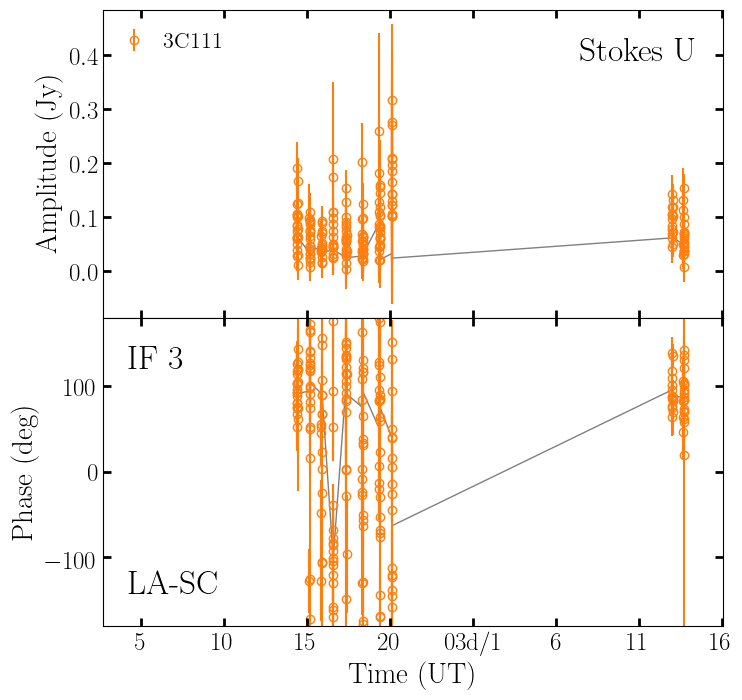 3C111
Stokes U
Amplitude (Jy)
0.4
0.3
0.2
0.1
0.0
IF 3
LA-SC
Phase (deg)
100
0
−100
5 10 15 20 03d/1 6 11 16
Time (UT)